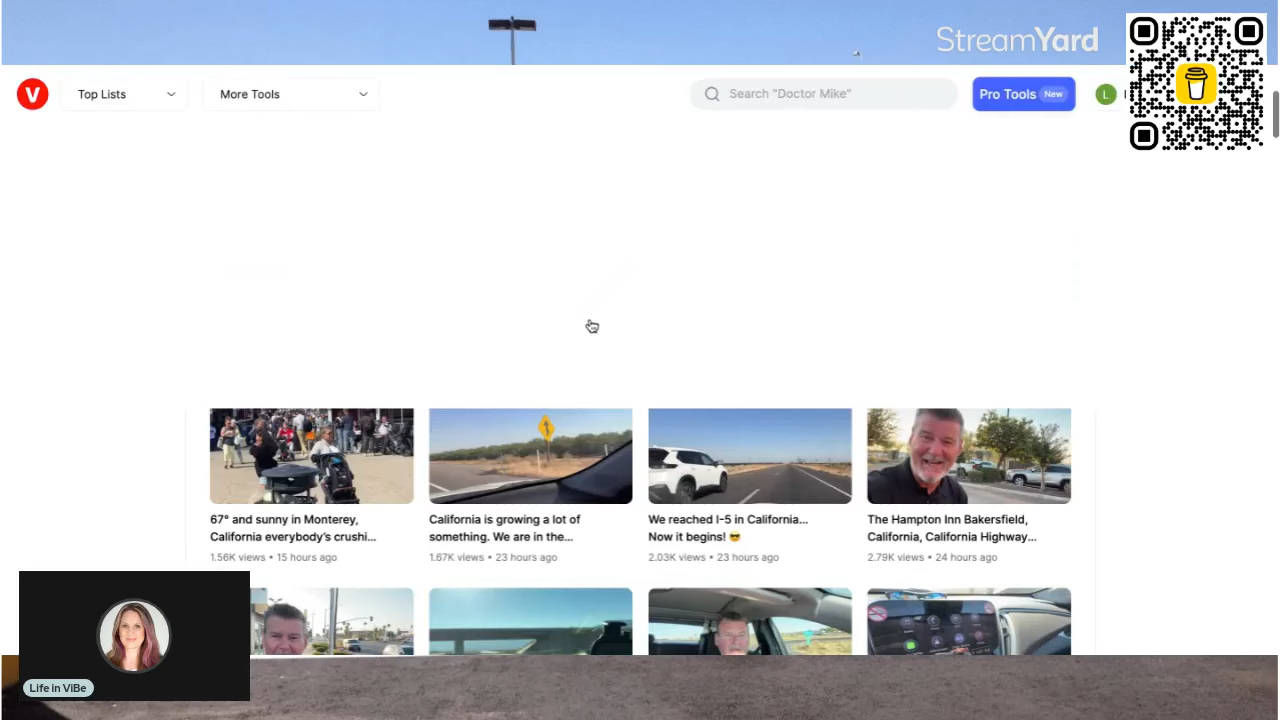 StreamYard
V
Top Lists
More Tools
Search "Doctor Mike"
Pro Tools New
L
67° and sunny in Monterey,
California everybody's crushi...
1.56K views • 15 hours ago
California is growing a lot of
something. We are in the...
1.67K views • 23 hours ago
We reached I-5 in California...
Now it begins! 😎
2.03K views • 23 hours ago
The Hampton Inn Bakersfield,
California, California Highway...
2.79K views • 24 hours ago
Life in ViBe